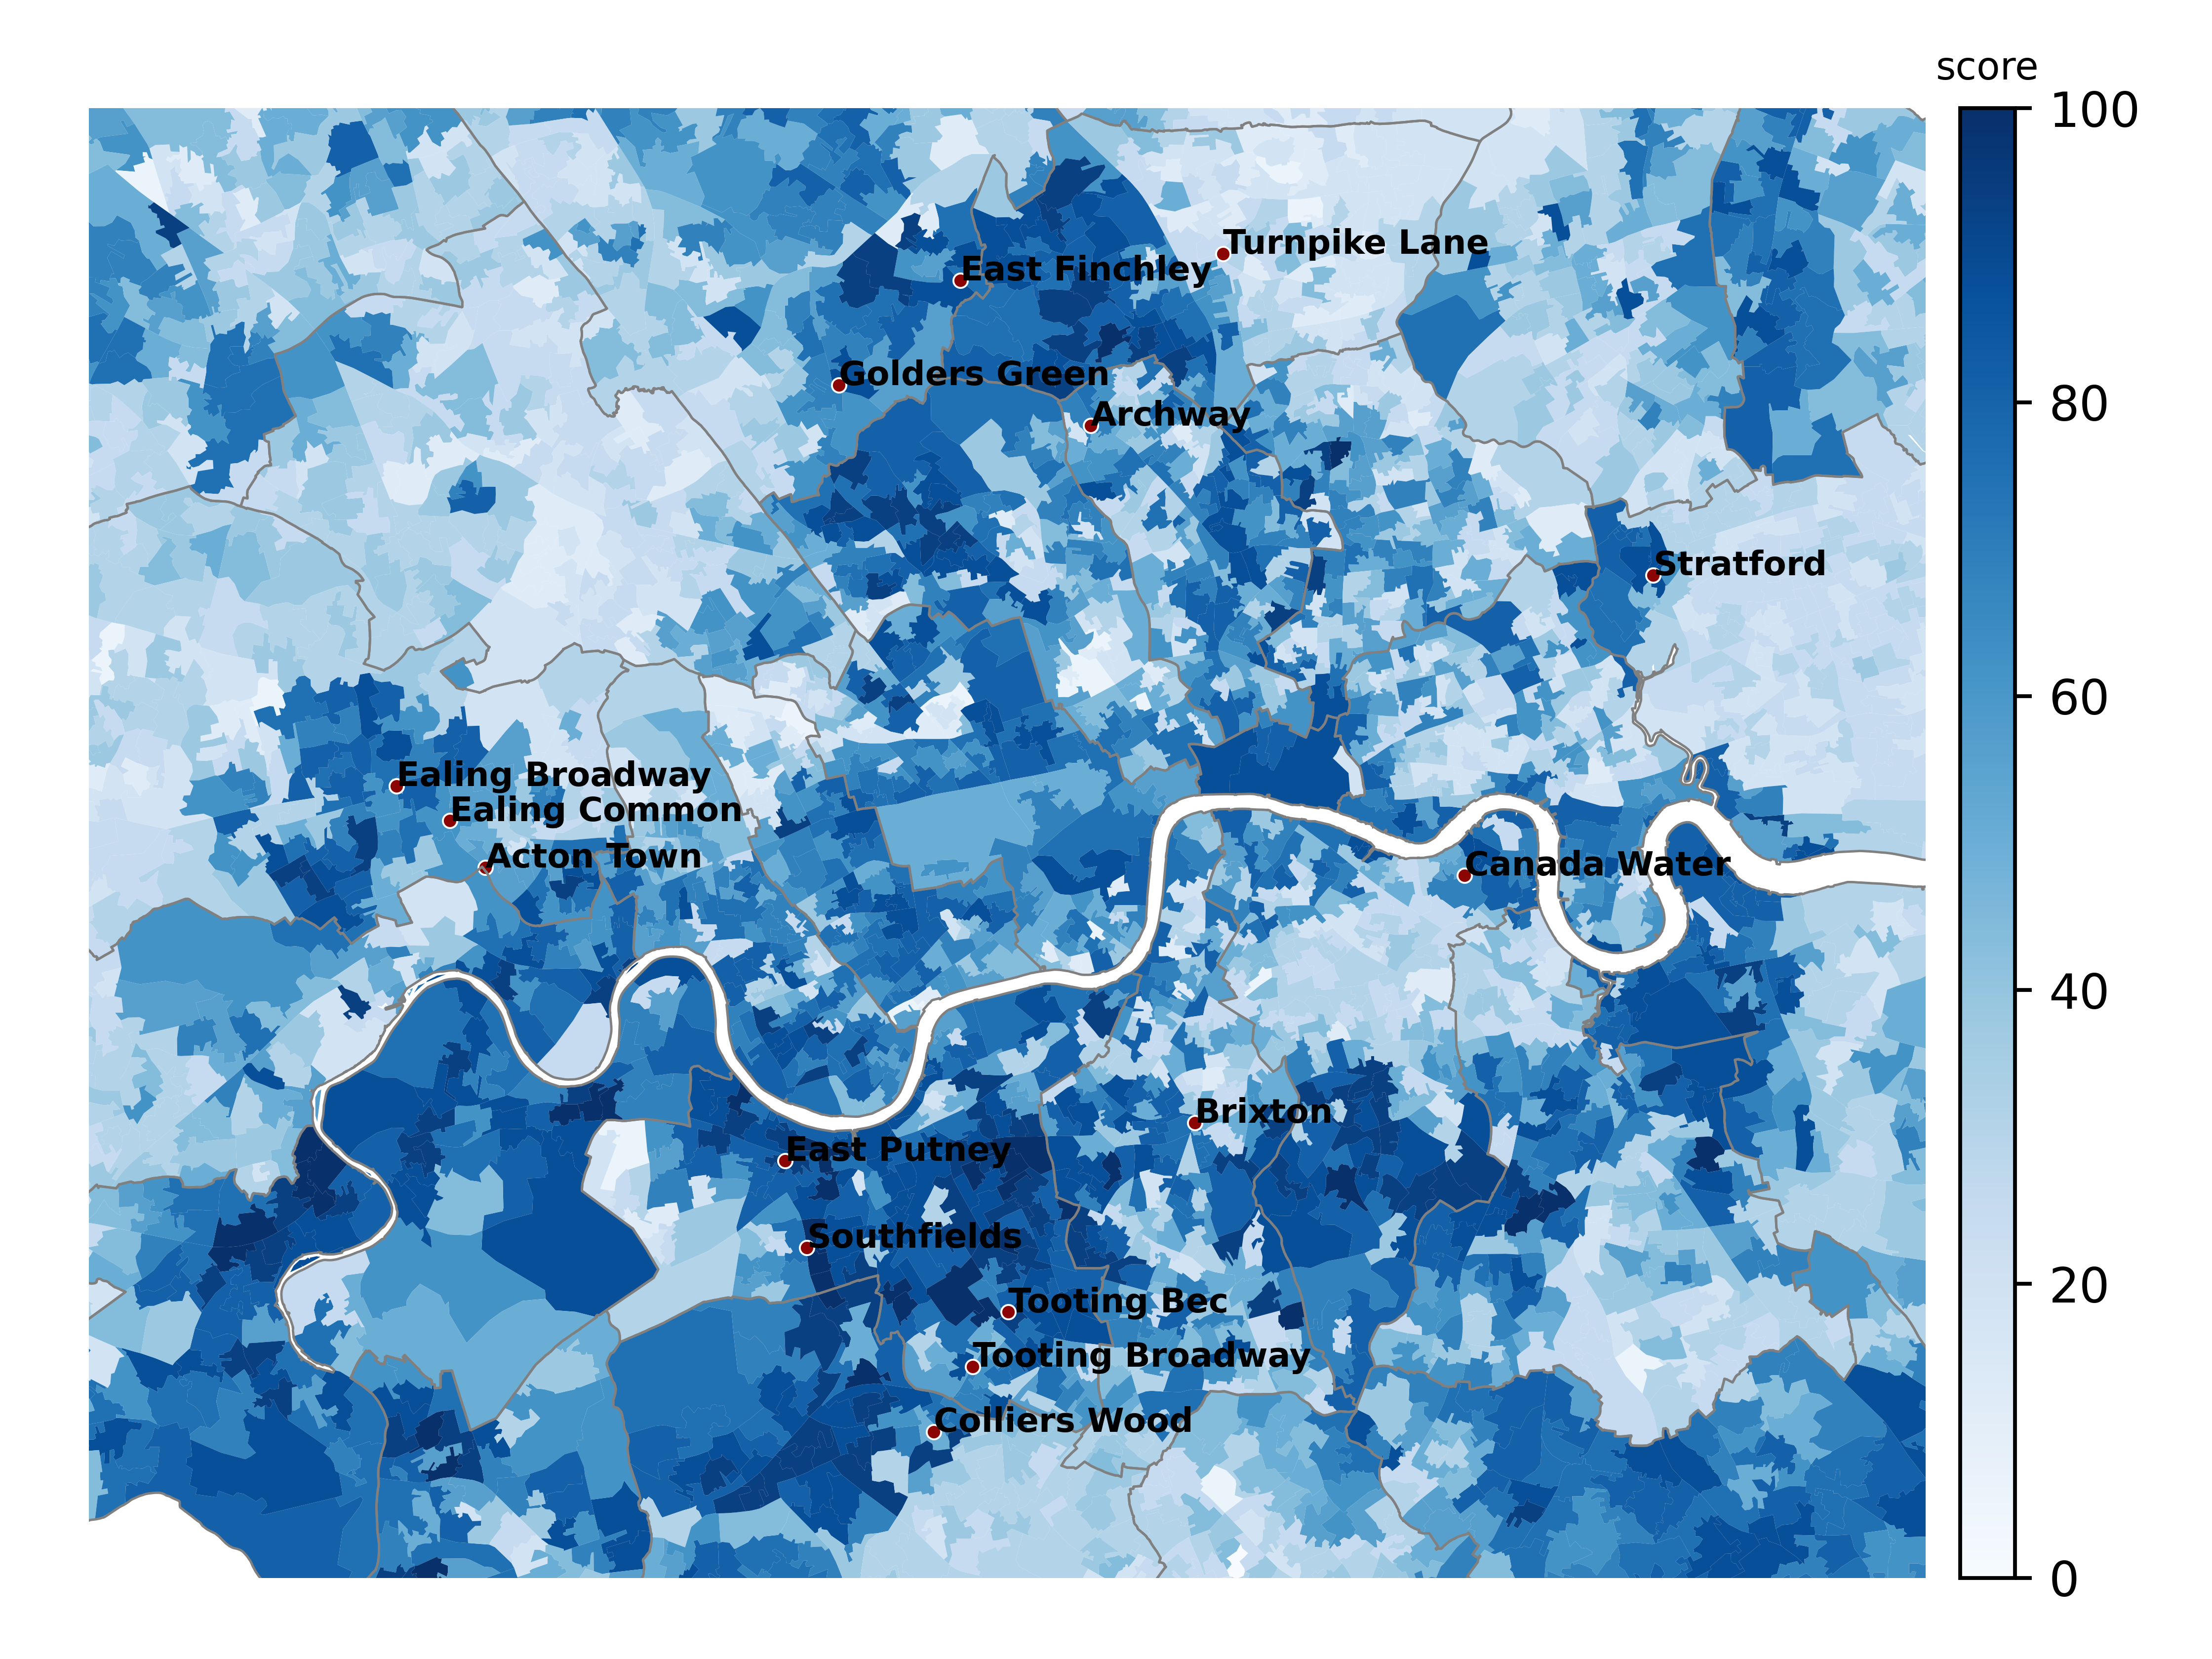 score
100
Turnpike Lane
East Finchley
Golders Green
80
Archway
Stratford
60
Ealing Broadway
Ealing Common
Acton Town
Canada Water
40
Brixton
East Putney
Southfields
20
Tooting Bec
Tooting Broadway
Colliers Wood
0